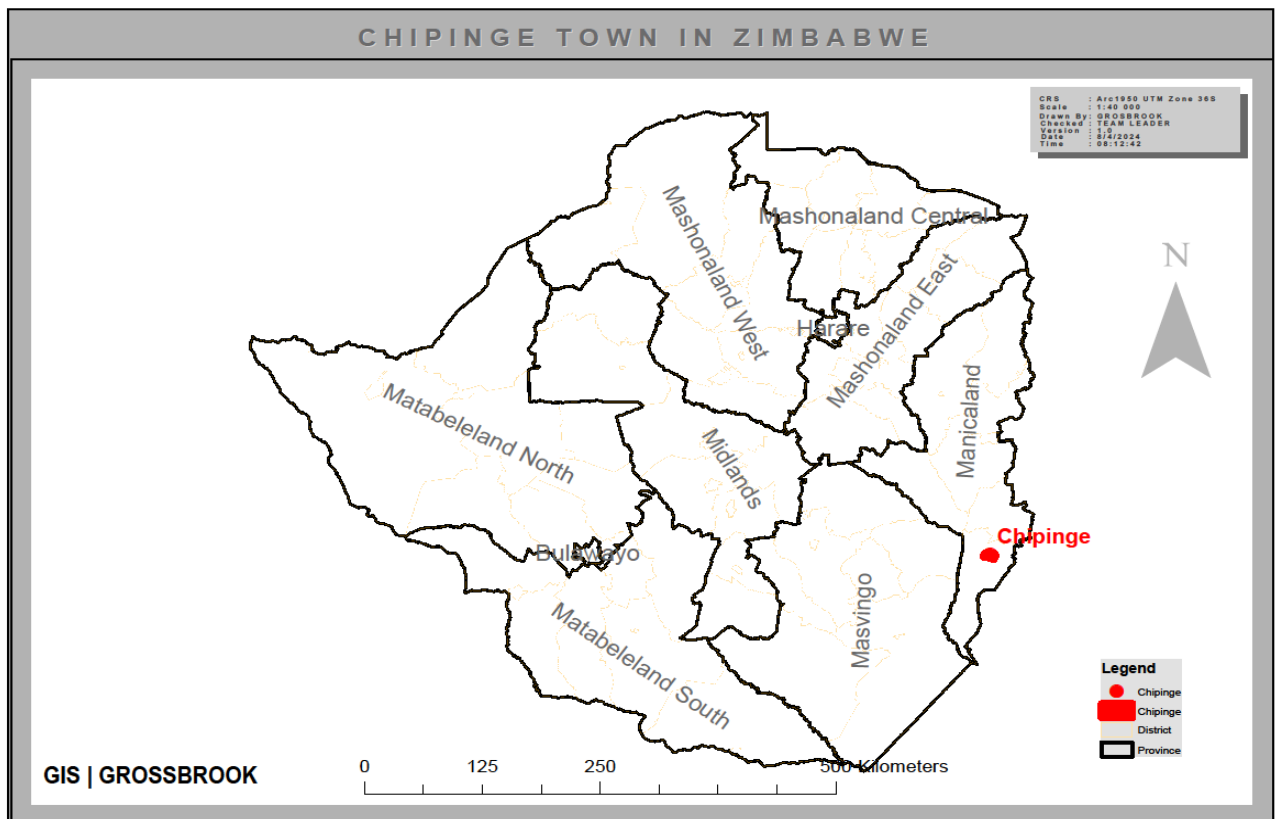 CHIPINGE TOWN IN ZIMBABWE
CRS : Arc1950 UTM Zone 36S
Scale : 1:40 000
Drawn By: GROSBROOK
Checked : TEAM LEADER
Version : 1.0
Date : 8/4/2024
Time : 08:12:42
Mashonaland West
Mashonaland Central
N
Harare
Mashonaland East
Manicaland
Matabeleland North
Midlands
Chipinge
Bulawayo
Masvingo
Matabeleland South
Legend
Chipinge
Chipinge
District
Province
GIS | GROSSBROOK
0 125 250 500 Kilometers